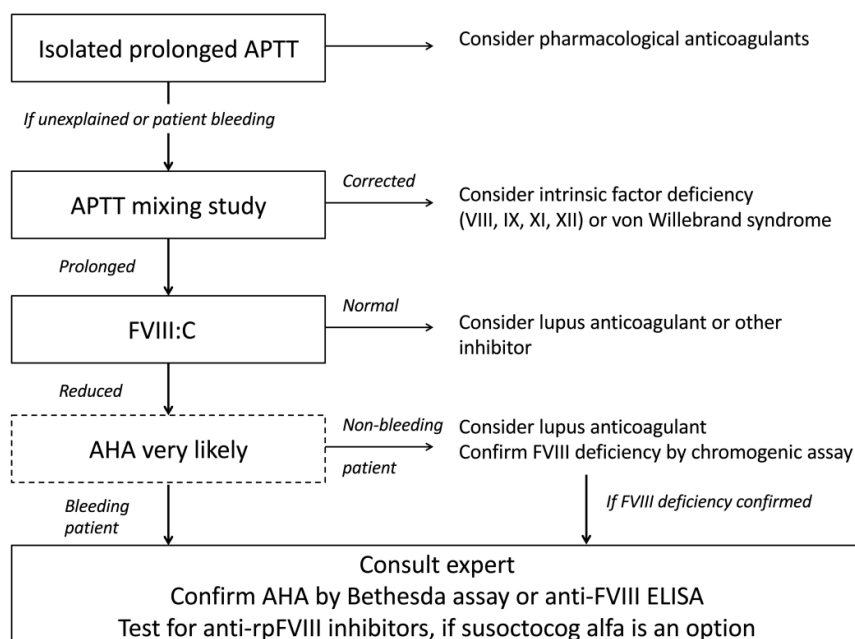 Isolated prolonged APTT
Consider pharmacological anticoagulants
If unexplained or patient bleeding
APTT mixing study
Corrected
Consider intrinsic factor deficiency
(VIII, IX, XI, XII) or von Willebrand syndrome
Prolonged
FVIII:C
Normal
Consider lupus anticoagulant or other
inhibitor
Reduced
AHA very likely
Non-bleeding
patient
Consider lupus anticoagulant
Confirm FVIII deficiency by chromogenic assay
Bleeding
patient
If FVIII deficiency confirmed
Consult expert
Confirm AHA by Bethesda assay or anti-FVIII ELISA
Test for anti-rpFVIII inhibitors, if susoctocog alfa is an option